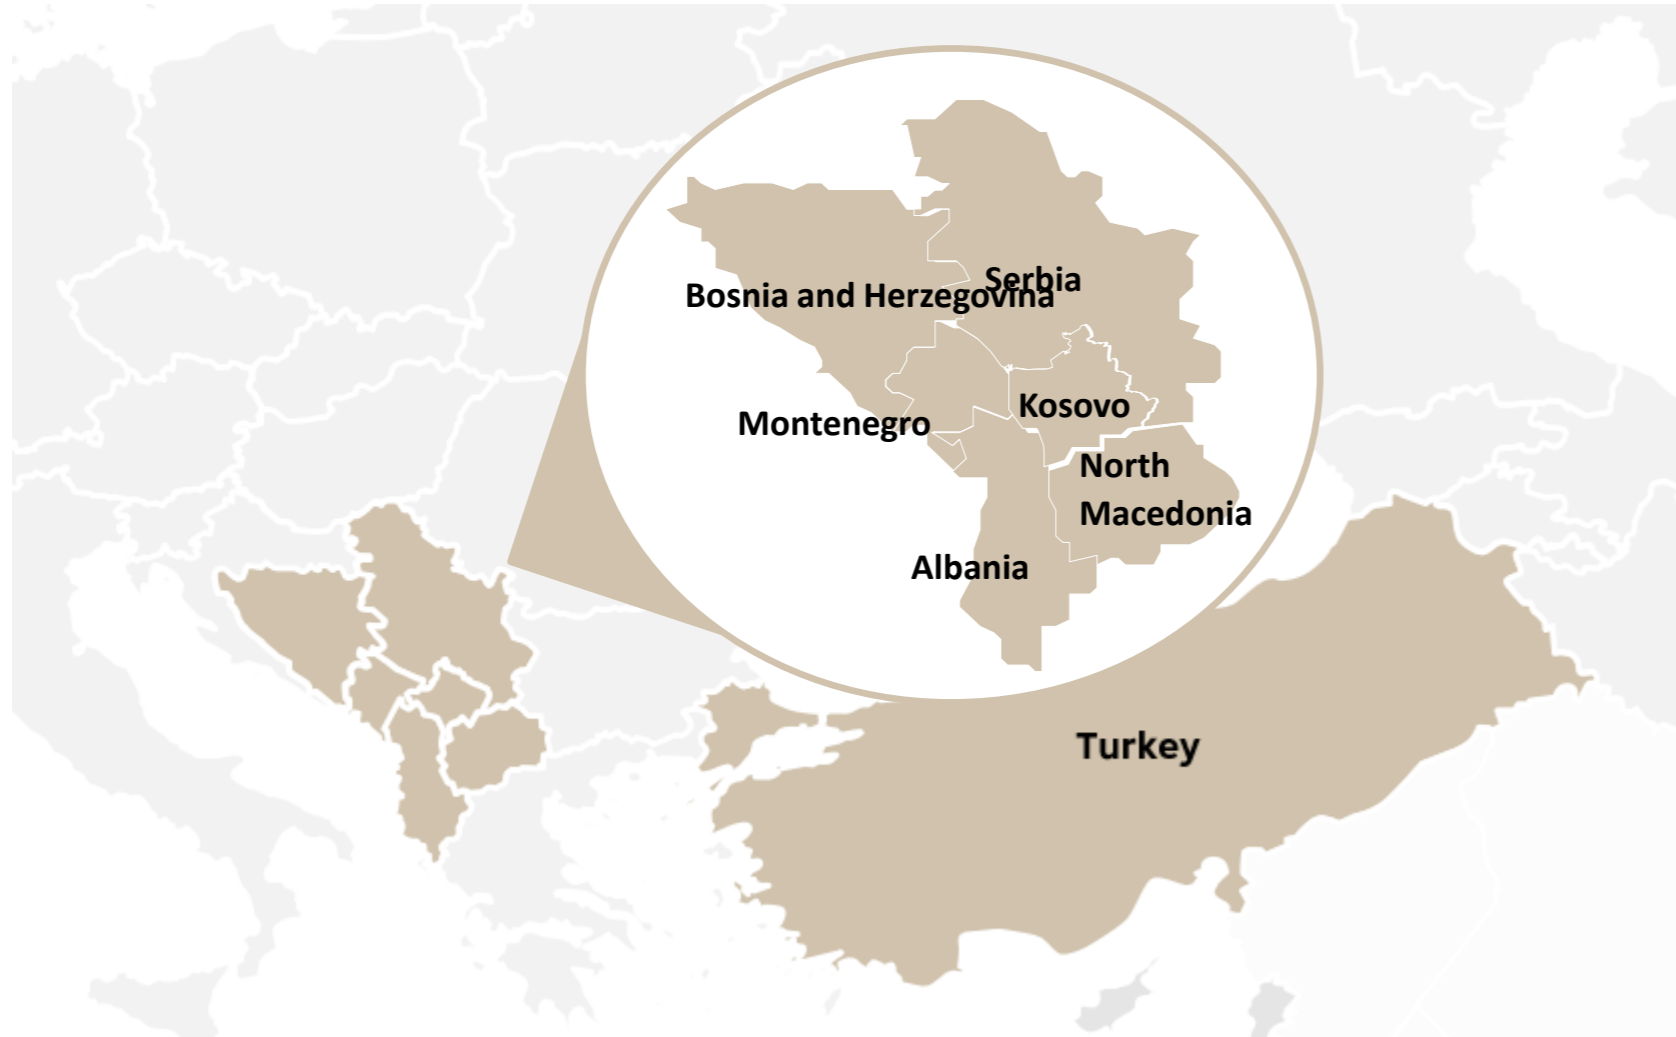 Serbia
Bosnia and Herzegovina
Kosovo
Montenegro
North
Macedonia
Albania
Turkey